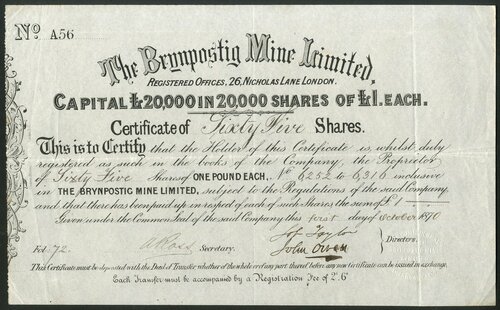 No A56
The Brynpostig Mine Limited.
REGISTERED OFFICES, 26, NICHOLAS LANE LONDON.
CAPITAL £20,000 IN 20,000 SHARES OF £1. EACH.
Certificate of Sixty Five Shares.
This is to Certify that the Holder of this Certificate is, whilst duly
registered as such in the books of the Company, the Proprietor
of Sixty Five Shares of ONE POUND EACH. Nos 6252 to 6316 inclusive
in THE BRYNPOSTIG MINE LIMITED, subject to the Regulations of the said Company
and that there has been paid up in respect of each of such Shares the sum of £1
Given under the Common Seal of the said Company this first day of October 1870
Fo. 72. Secretary. Taylor
John Owen Directors.
This Certificate must be deposited with the Deed of Transfer whether of the whole or any part thereof before any new Certificate can be issued in exchange.
Each Transfer must be accompanied by a Registration Fee of 2s. 6d